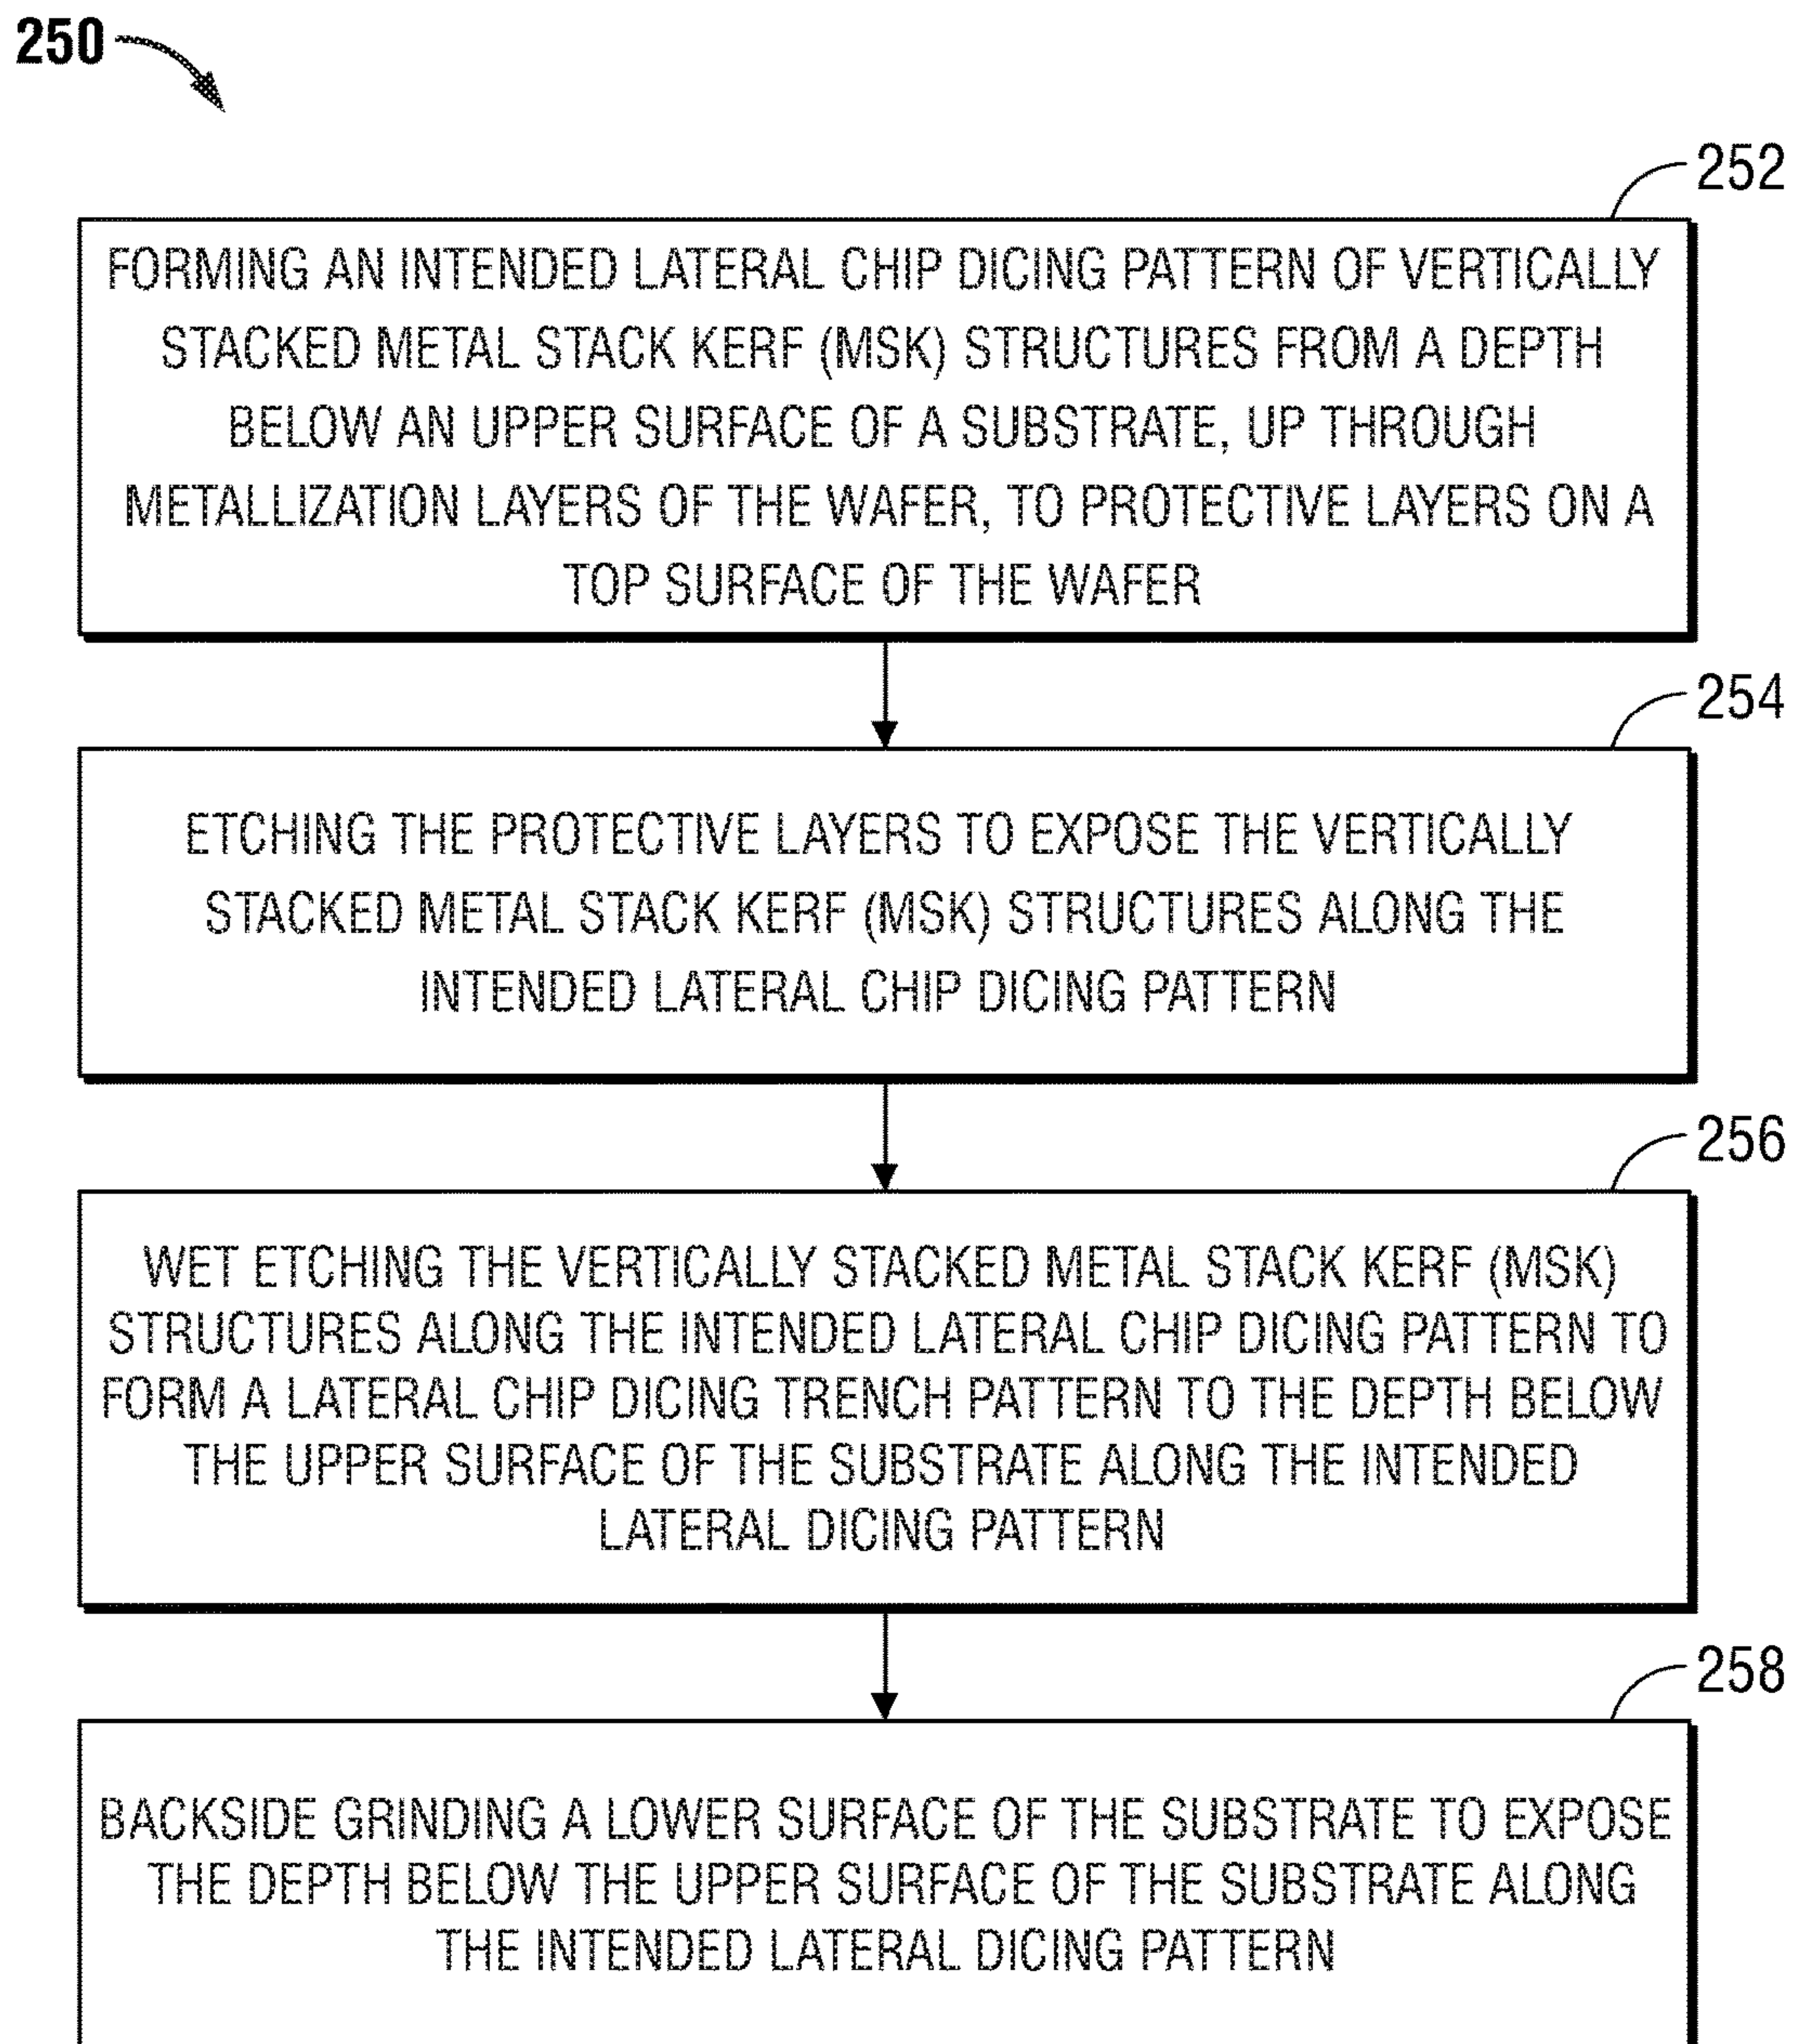 250
252
FORMING AN INTENDED LATERAL CHIP DICING PATTERN OF VERTICALLY
STACKED METAL STACK KERF (MSK) STRUCTURES FROM A DEPTH
BELOW AN UPPER SURFACE OF A SUBSTRATE, UP THROUGH
METALLIZATION LAYERS OF THE WAFER, TO PROTECTIVE LAYERS ON A
TOP SURFACE OF THE WAFER
254
ETCHING THE PROTECTIVE LAYERS TO EXPOSE THE VERTICALLY
STACKED METAL STACK KERF (MSK) STRUCTURES ALONG THE
INTENDED LATERAL CHIP DICING PATTERN
256
WET ETCHING THE VERTICALLY STACKED METAL STACK KERF (MSK)
STRUCTURES ALONG THE INTENDED LATERAL CHIP DICING PATTERN TO
FORM A LATERAL CHIP DICING TRENCH PATTERN TO THE DEPTH BELOW
THE UPPER SURFACE OF THE SUBSTRATE ALONG THE INTENDED
LATERAL DICING PATTERN
258
BACKSIDE GRINDING A LOWER SURFACE OF THE SUBSTRATE TO EXPOSE
THE DEPTH BELOW THE UPPER SURFACE OF THE SUBSTRATE ALONG
THE INTENDED LATERAL DICING PATTERN